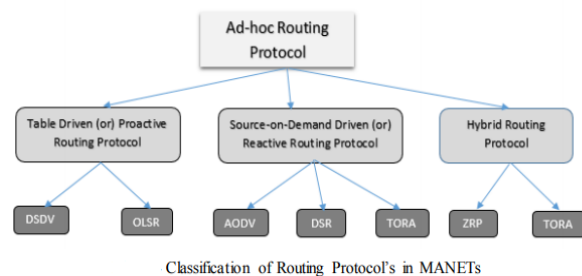 Ad-hoc Routing
Protocol
Table Driven (or) Proactive
Routing Protocol
Source-on-Demand Driven (or)
Reactive Routing Protocol
Hybrid Routing
Protocol
DSDV
OLSR
AODV
DSR
TORA
ZRP
TORA
Classification of Routing Protocol's in MANETs